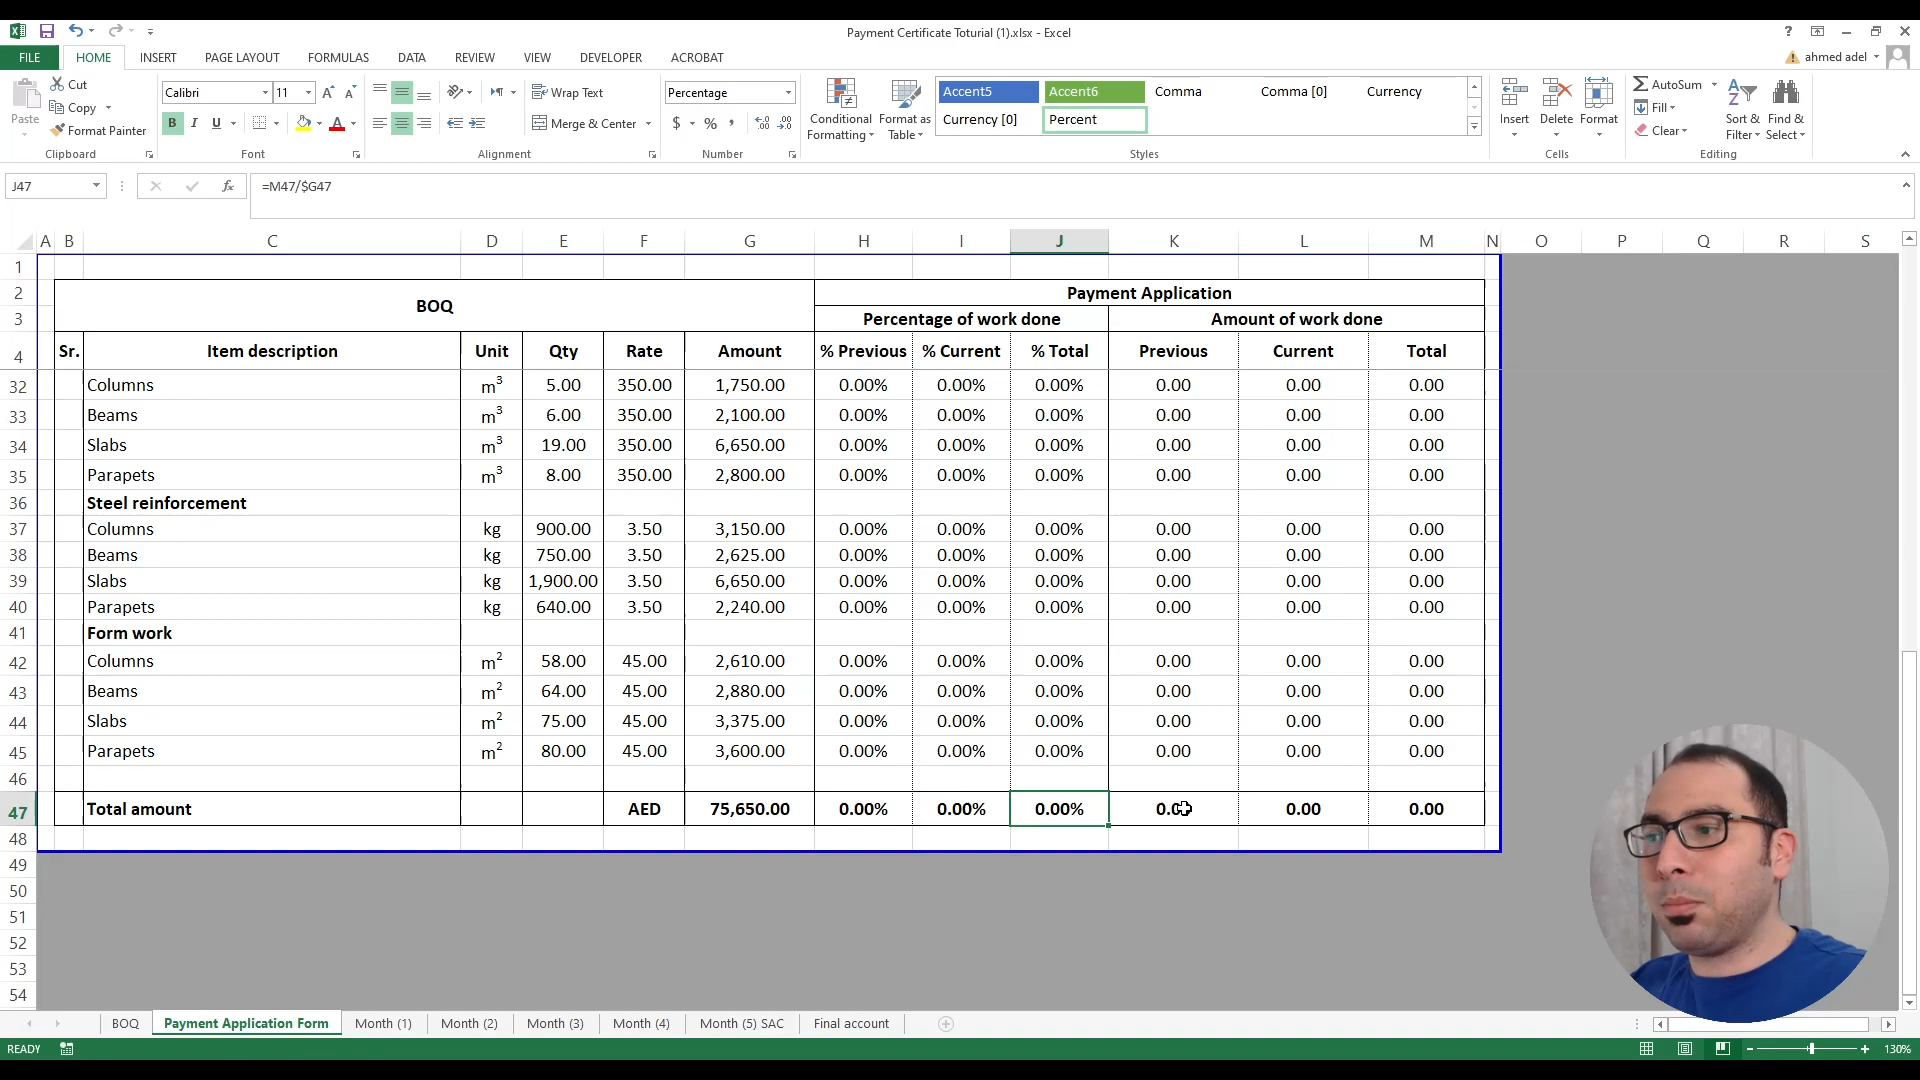 Payment Certificate Toturial (1).xlsx - Excel
FILE HOME INSERT PAGE LAYOUT FORMULAS DATA REVIEW VIEW DEVELOPER ACROBAT ahmed adel
Paste Cut Copy Format Painter Clipboard
Calibri 11 B I U Font
Wrap Text Merge & Center Alignment
Percentage $ % , Number
Conditional Formatting Format as Table
Accent5 Accent6 Comma Comma [0] Currency
Currency [0] Percent
Styles
Insert Delete Format Cells
AutoSum Fill Clear Sort & Filter Find & Select Editing
J47 fx =M47/$G47
A B C D E F G H I J K L M N O P Q R S
1
2 BOQ Payment Application
3 Percentage of work done Amount of work done
4 Sr. Item description Unit Qty Rate Amount % Previous % Current % Total Previous Current Total
32 Columns m³ 5.00 350.00 1,750.00 0.00% 0.00% 0.00% 0.00 0.00 0.00
33 Beams m³ 6.00 350.00 2,100.00 0.00% 0.00% 0.00% 0.00 0.00 0.00
34 Slabs m³ 19.00 350.00 6,650.00 0.00% 0.00% 0.00% 0.00 0.00 0.00
35 Parapets m³ 8.00 350.00 2,800.00 0.00% 0.00% 0.00% 0.00 0.00 0.00
36 Steel reinforcement
37 Columns kg 900.00 3.50 3,150.00 0.00% 0.00% 0.00% 0.00 0.00 0.00
38 Beams kg 750.00 3.50 2,625.00 0.00% 0.00% 0.00% 0.00 0.00 0.00
39 Slabs kg 1,900.00 3.50 6,650.00 0.00% 0.00% 0.00% 0.00 0.00 0.00
40 Parapets kg 640.00 3.50 2,240.00 0.00% 0.00% 0.00% 0.00 0.00 0.00
41 Form work
42 Columns m² 58.00 45.00 2,610.00 0.00% 0.00% 0.00% 0.00 0.00 0.00
43 Beams m² 64.00 45.00 2,880.00 0.00% 0.00% 0.00% 0.00 0.00 0.00
44 Slabs m² 75.00 45.00 3,375.00 0.00% 0.00% 0.00% 0.00 0.00 0.00
45 Parapets m² 80.00 45.00 3,600.00 0.00% 0.00% 0.00% 0.00 0.00 0.00
46
47 Total amount AED 75,650.00 0.00% 0.00% 0.00% 0.00 0.00 0.00
48
49
50
51
52
53
54
BOQ Payment Application Form Month (1) Month (2) Month (3) Month (4) Month (5) SAC Final account
READY 130%